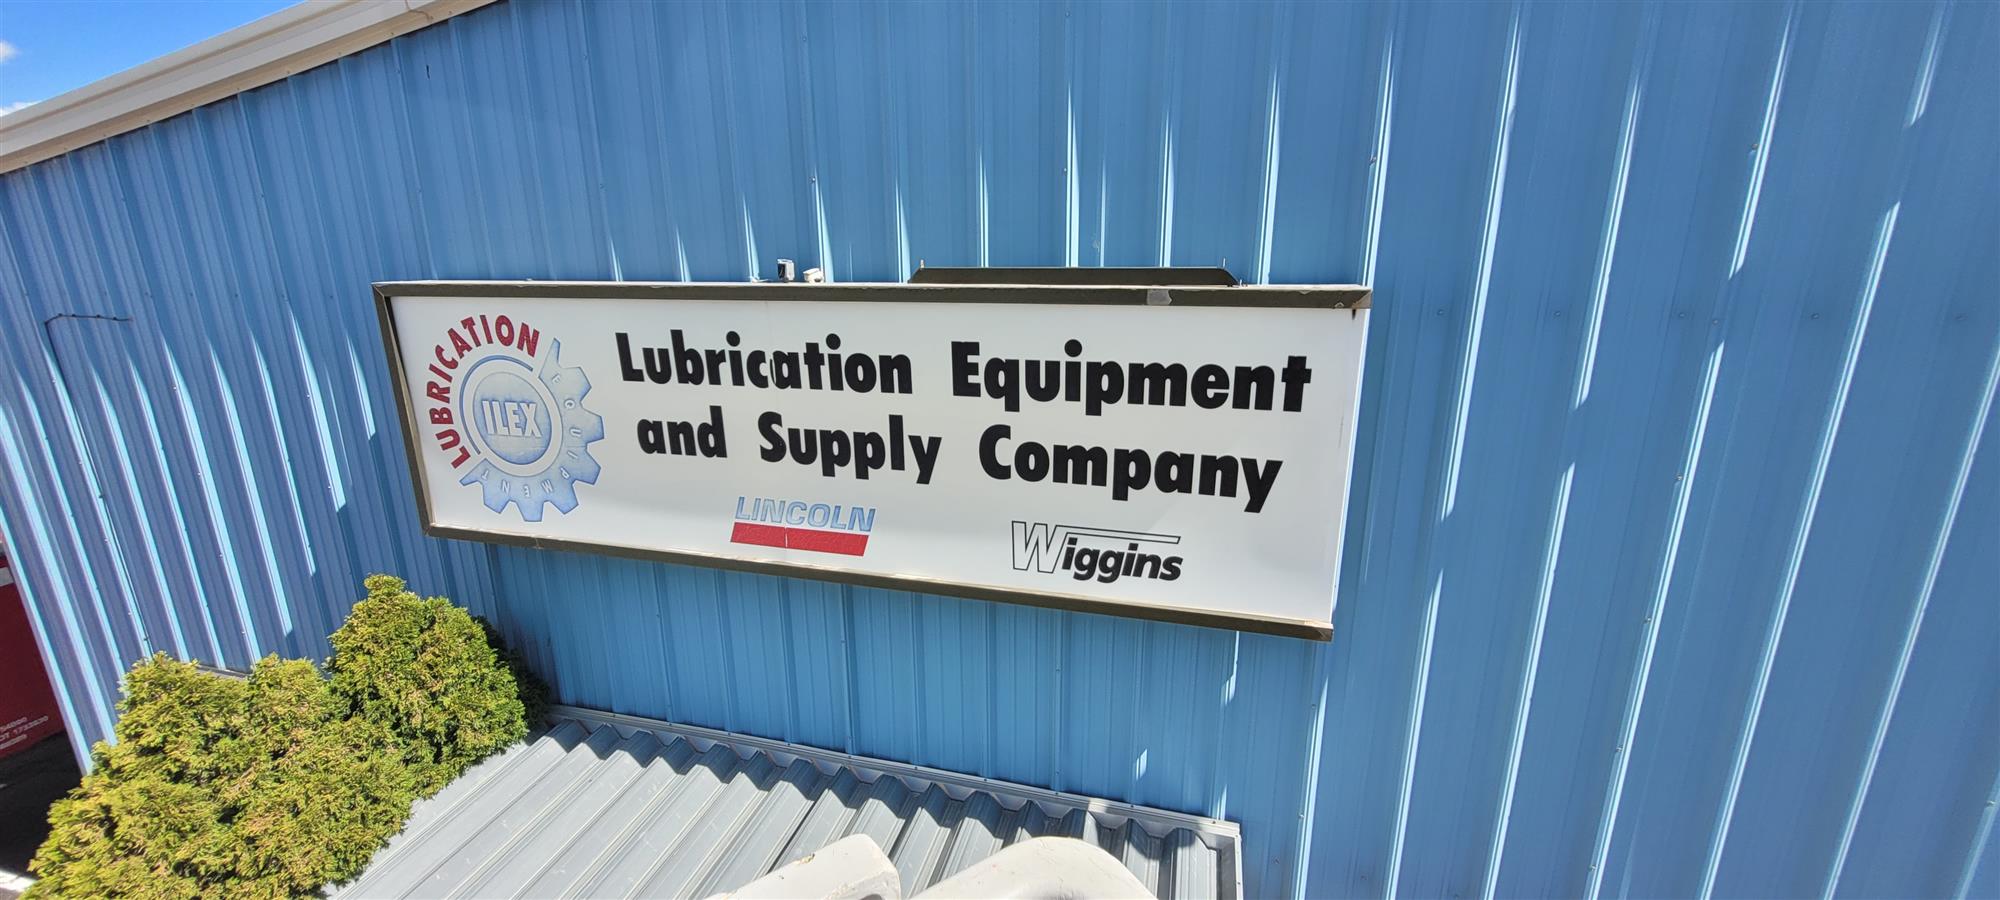 LUBRICATION
EQUIPMENT
ILEX
Lubrication Equipment
and Supply Company
LINCOLN
Wiggins